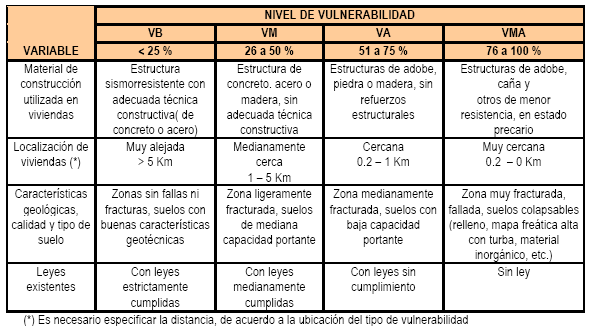 NIVEL DE VULNERABILIDAD
VARIABLE
VB
< 25 %
VM
26 a 50 %
VA
51 a 75 %
VMA
76 a 100 %
Material de
construcción
utilizada en
viviendas
Estructura
sismorresistente con
adecuada técnica
constructiva( de
concreto o acero)
Estructura de
concreto. acero o
madera, sin
adecuada técnica
constructiva
Estructuras de adobe,
piedra o madera, sin
refuerzos
estructurales
Estructuras de adobe,
caña y
otros de menor
resistencia, en estado
precario
Localización de
viviendas (*)
Muy alejada
> 5 Km
Medianamente
cerca
1 – 5 Km
Cercana
0.2 – 1 Km
Muy cercana
0.2 – 0 Km
Características
geológicas,
calidad y tipo de
suelo
Zonas sin fallas ni
fracturas, suelos con
buenas características
geotécnicas
Zona ligeramente
fracturada, suelos
de mediana
capacidad portante
Zona medianamente
fracturada, suelos con
baja capacidad
portante
Zona muy fracturada,
fallada, suelos colapsables
(relleno, mapa freática alta
con turba, material
inorgánico, etc.)
Leyes
existentes
Con leyes
estrictamente
cumplidas
Con leyes
medianamente
cumplidas
Con leyes sin
cumplimiento
Sin ley
(*) Es necesario especificar la distancia, de acuerdo a la ubicación del tipo de vulnerabilidad